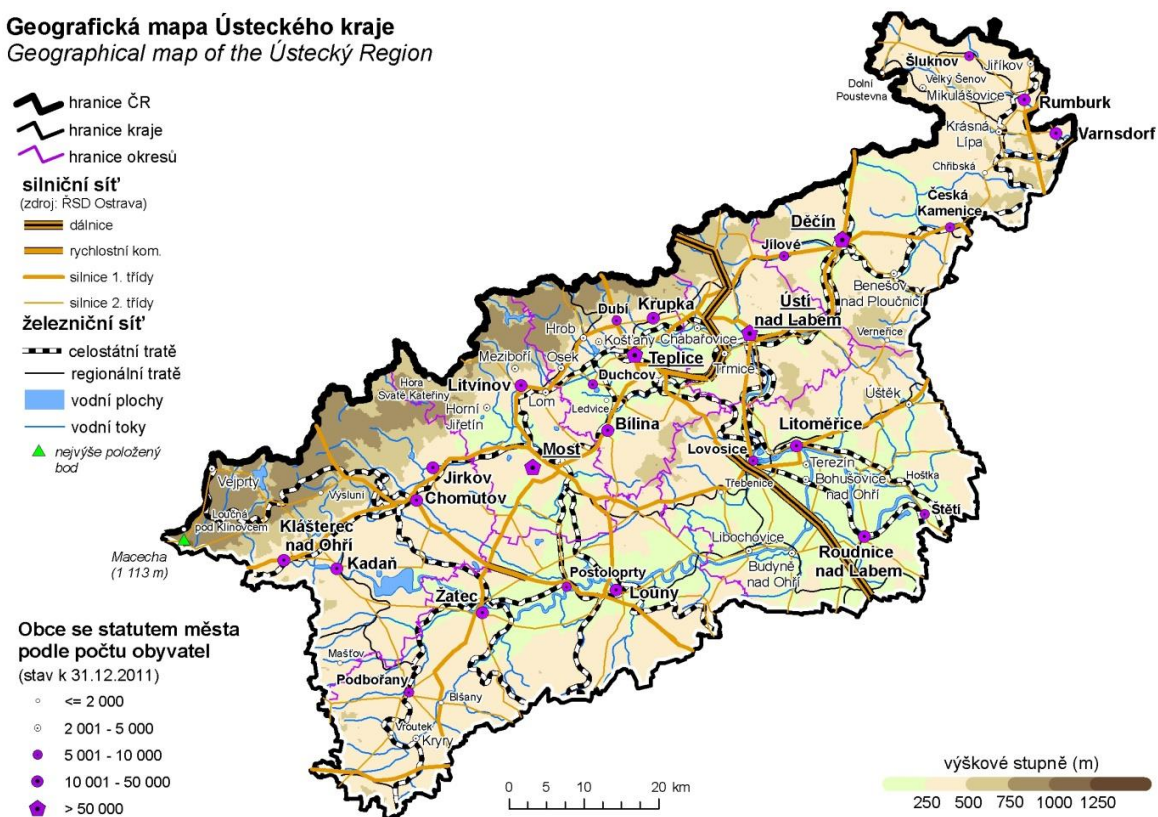 Geografická mapa Ústeckého kraje
Geographical map of the Ústecký Region
hranice ČR
hranice kraje
hranice okresů
silniční síť
(zdroj: ŘSD Ostrava)
dálnice
rychlostní kom.
silnice 1. třídy
silnice 2. třídy
železniční síť
celostátní tratě
regionální tratě
vodní plochy
vodní toky
nejvýše položený
bod
Šluknov
Jiříkov
Velký Šenov
Dolní
Poustevna
Mikulášovice
Rumburk
Krásná
Lípa
Varnsdorf
Chřibská
Česká
Kamenice
Děčín
Jílové
Benešov
nad Ploučnicí
Ústí
nad Labem
Verneřice
Dubí
Krupka
Hrob
Košťany
Chabařovice
Meziboří
Osek
Teplice
Trmice
Duchcov
Hora
Svaté Kateřiny
Litvínov
Lom
Ledvice
Úštěk
Horní
Jiřetín
Bílina
Litoměřice
Most
Lovosice
Terezín
Jirkov
Bohušovice
nad Ohří
Hoštka
Vejprty
Výsluní
Chomutov
Třebenice
Štětí
Loučná
pod Klínovcem
Klášterec
nad Ohří
Libochovice
Roudnice
nad Labem
Macecha
(1 113 m)
Kadaň
Budyně
nad Ohří
Postoloprty
Louny
Žatec
Mašťov
Podbořany
Blšany
Vroutek
Kryry
Obce se statutem města
podle počtu obyvatel
(stav k 31.12.2011)
<= 2 000
2 001 - 5 000
5 001 - 10 000
10 001 - 50 000
> 50 000
0 5 10 20 km
výškové stupně (m)
250 500 750 1000 1250